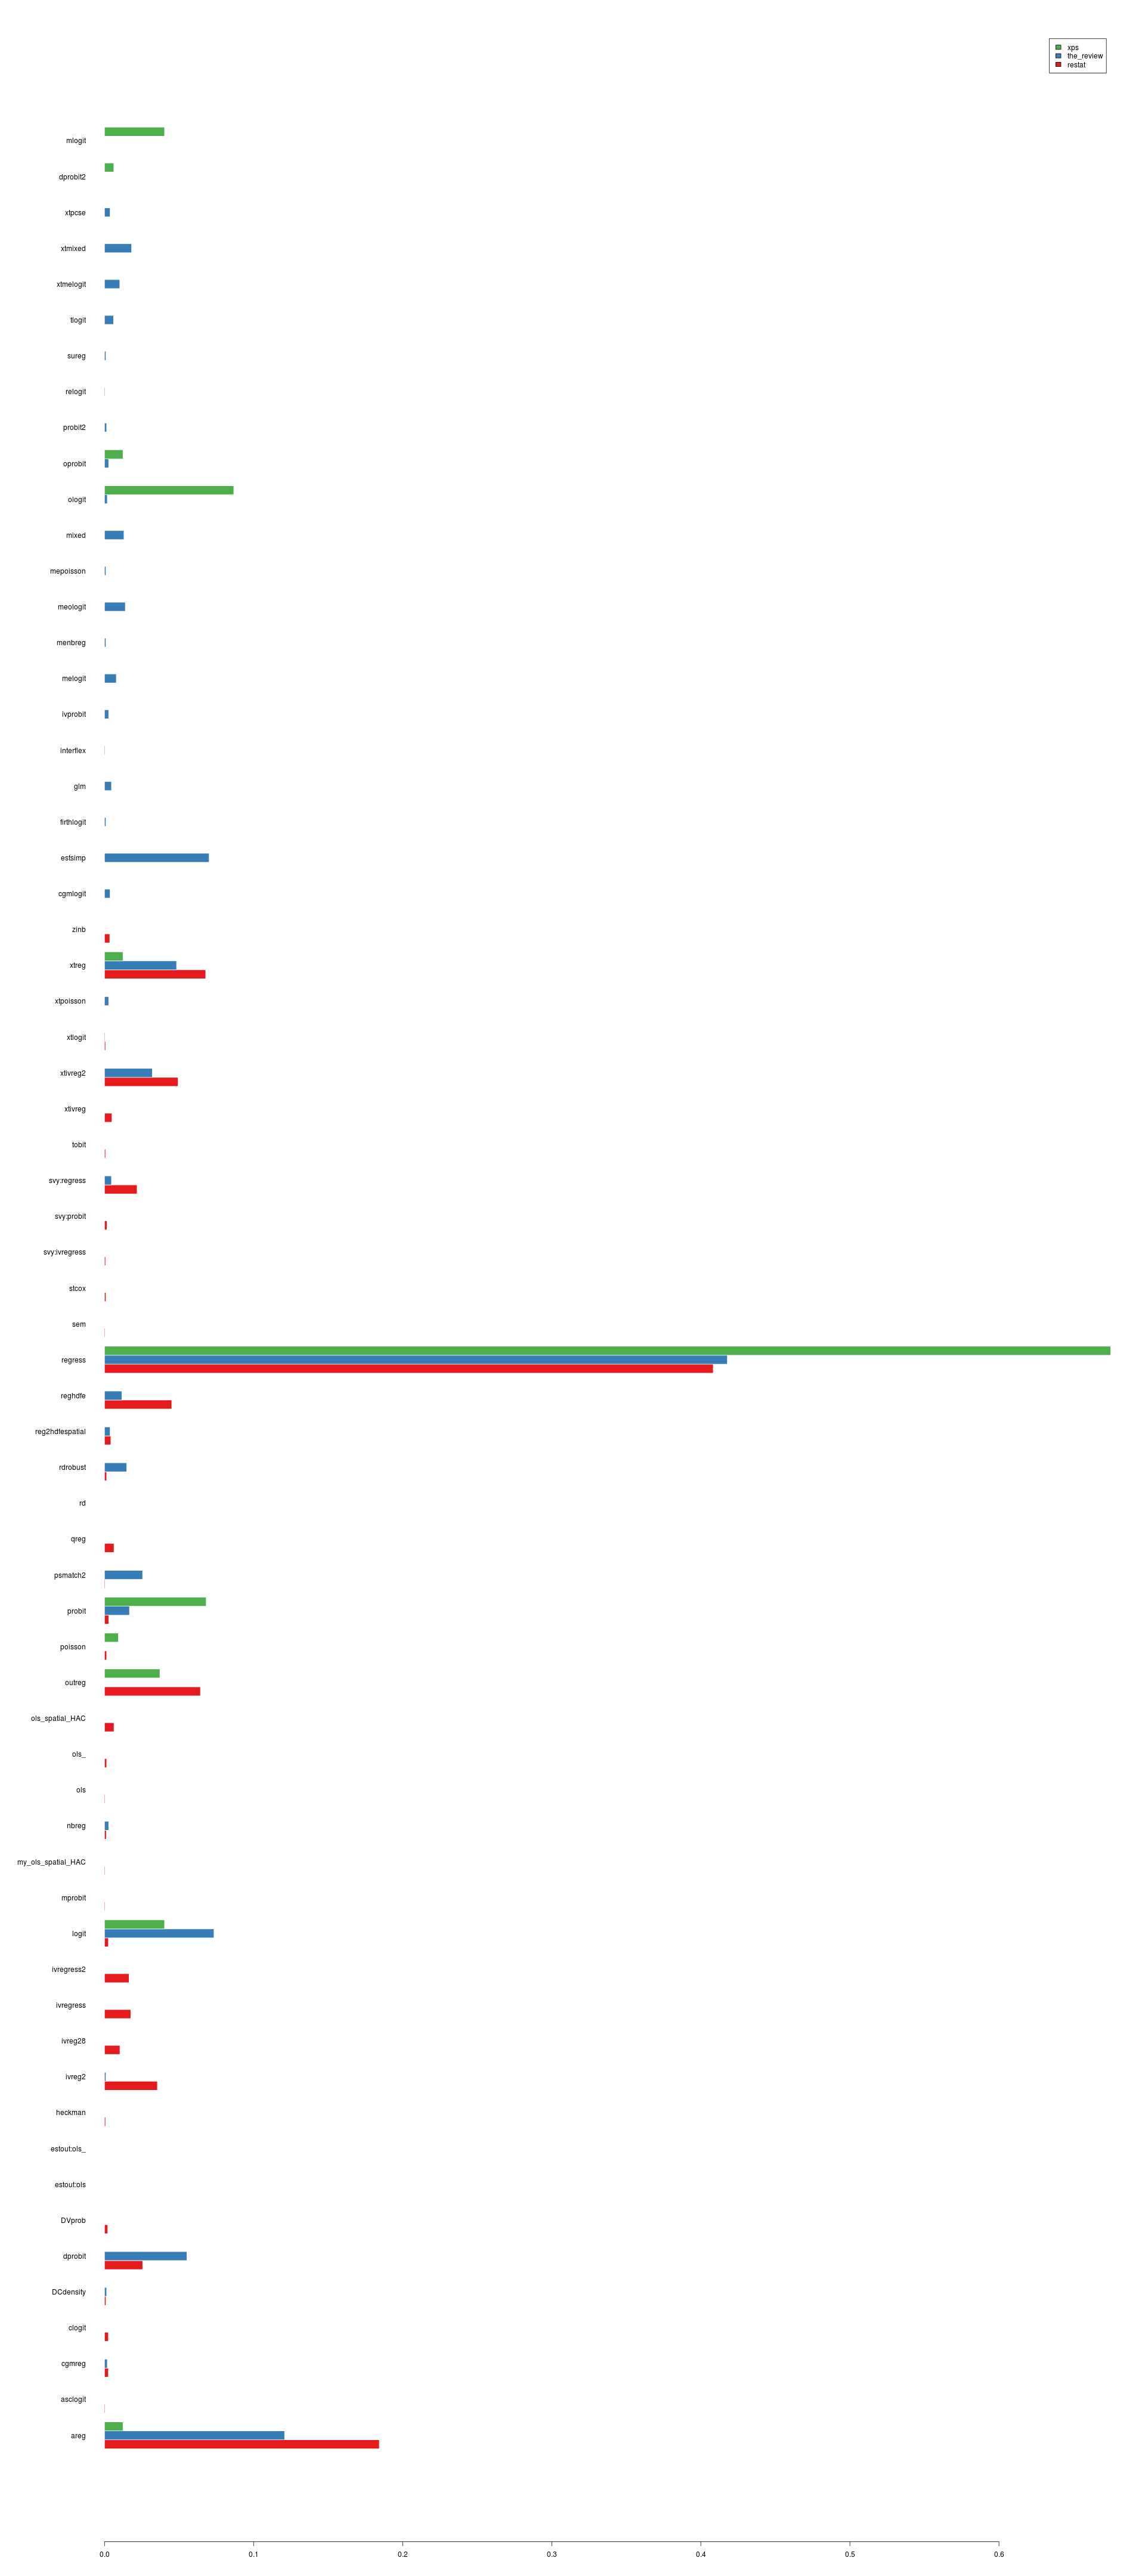 xps
the_review
restat
mlogit
dprobit2
xtpcse
xtmixed
xtmelogit
tlogit
sureg
relogit
probit2
oprobit
ologit
mixed
mepoisson
meologit
menbreg
melogit
ivprobit
interflex
glm
firthlogit
estsimp
cgmlogit
zinb
xtreg
xtpoisson
xtlogit
xtivreg2
xtivreg
tobit
svy:regress
svy:probit
svy:ivregress
stcox
sem
regress
reghdfe
reg2hdfespatial
rdrobust
rd
qreg
psmatch2
probit
poisson
outreg
ols_spatial_HAC
ols_
ols
nbreg
my_ols_spatial_HAC
mprobit
logit
ivregress2
ivregress
ivreg28
ivreg2
heckman
estout:ols_
estout:ols
DVprob
dprobit
DCdensity
clogit
cgmreg
asclogit
areg
0.0 0.1 0.2 0.3 0.4 0.5 0.6